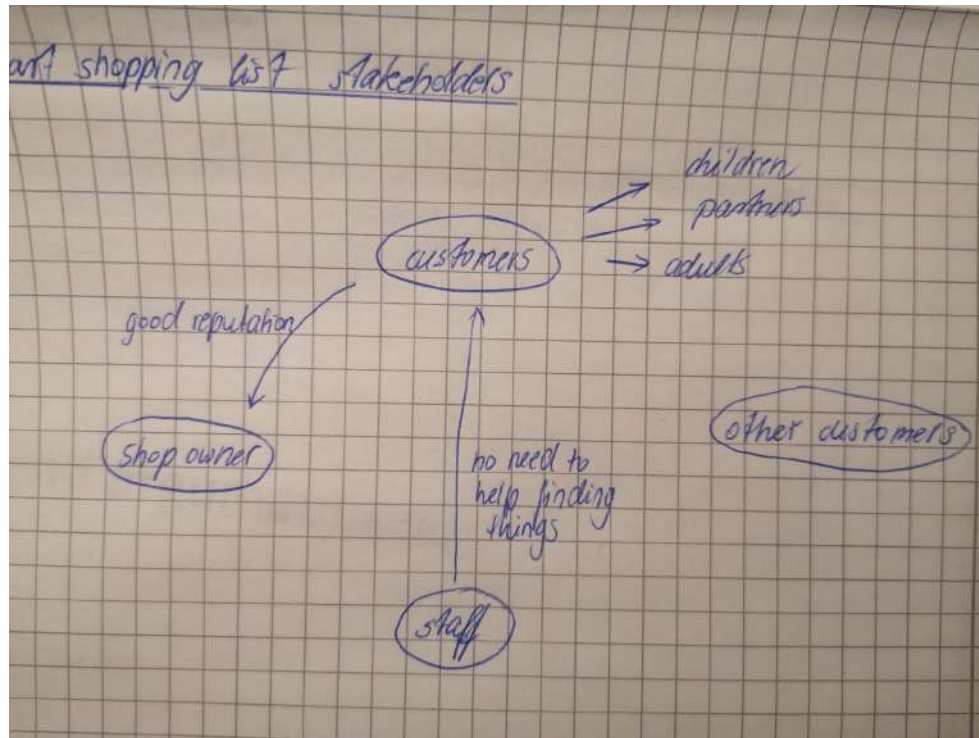 art shopping list stakeholders
children
partners
customers
adults
good reputation
shop owner
other customers
no need to
help finding
things
staff